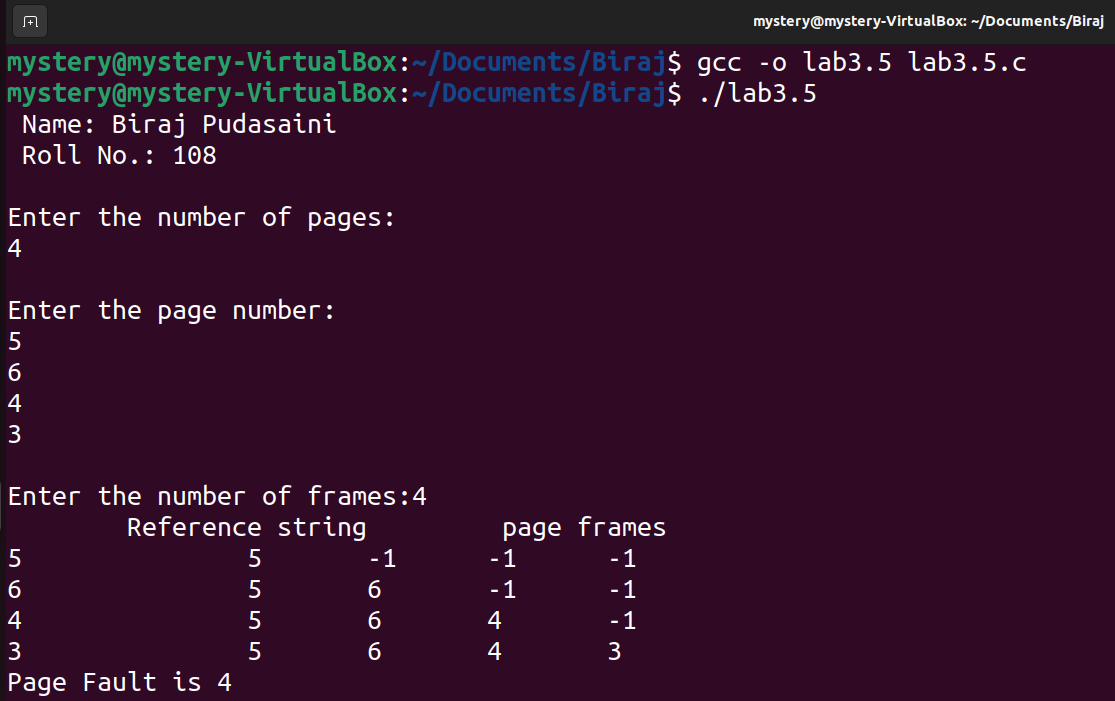 mystery@mystery-VirtualBox: ~/Documents/Biraj
mystery@mystery-VirtualBox:~/Documents/Biraj$ gcc -o lab3.5 lab3.5.c
mystery@mystery-VirtualBox:~/Documents/Biraj$ ./lab3.5
Name: Biraj Pudasaini
Roll No.: 108
Enter the number of pages:
4
Enter the page number:
5
6
4
3
Enter the number of frames:4
Reference string page frames
5 5 -1 -1 -1
6 5 6 -1 -1
4 5 6 4 -1
3 5 6 4 3
Page Fault is 4